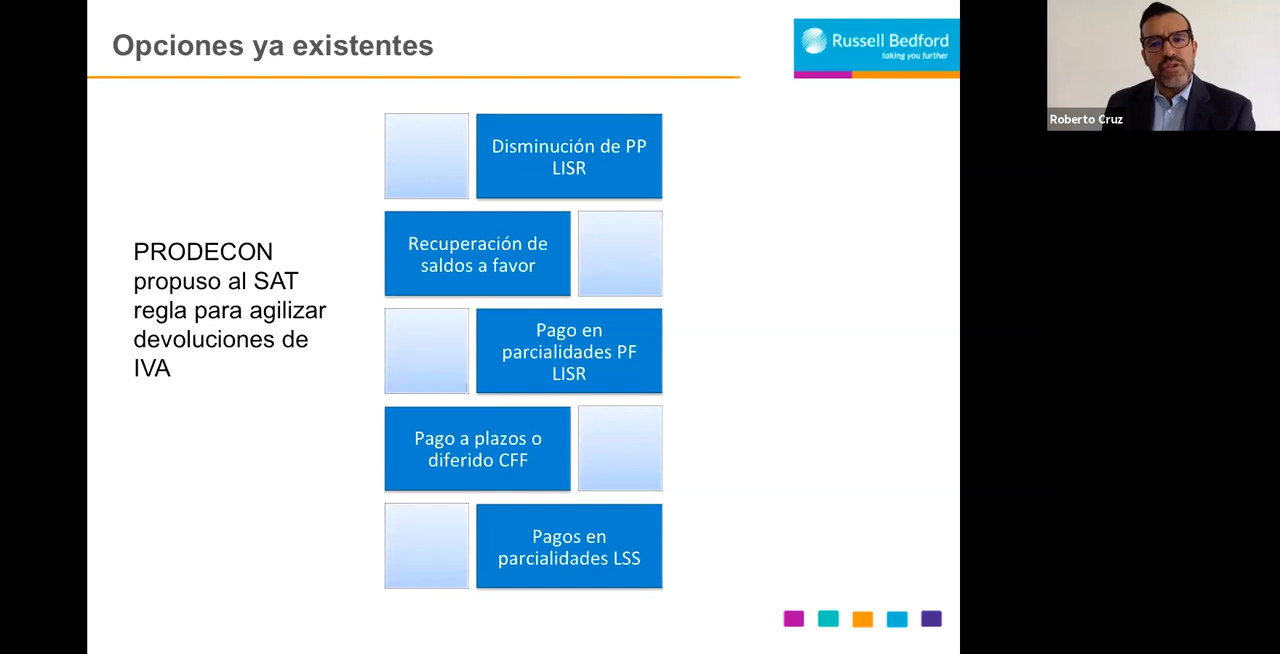 Opciones ya existentes
Russell Bedford
taking you further
Roberto Cruz
PRODECON
propuso al SAT
regla para agilizar
devoluciones de
IVA
Disminución de PP
LISR
Recuperación de
saldos a favor
Pago en
parcialidades PF
LISR
Pago a plazos o
diferido CFF
Pagos en
parcialidades LSS